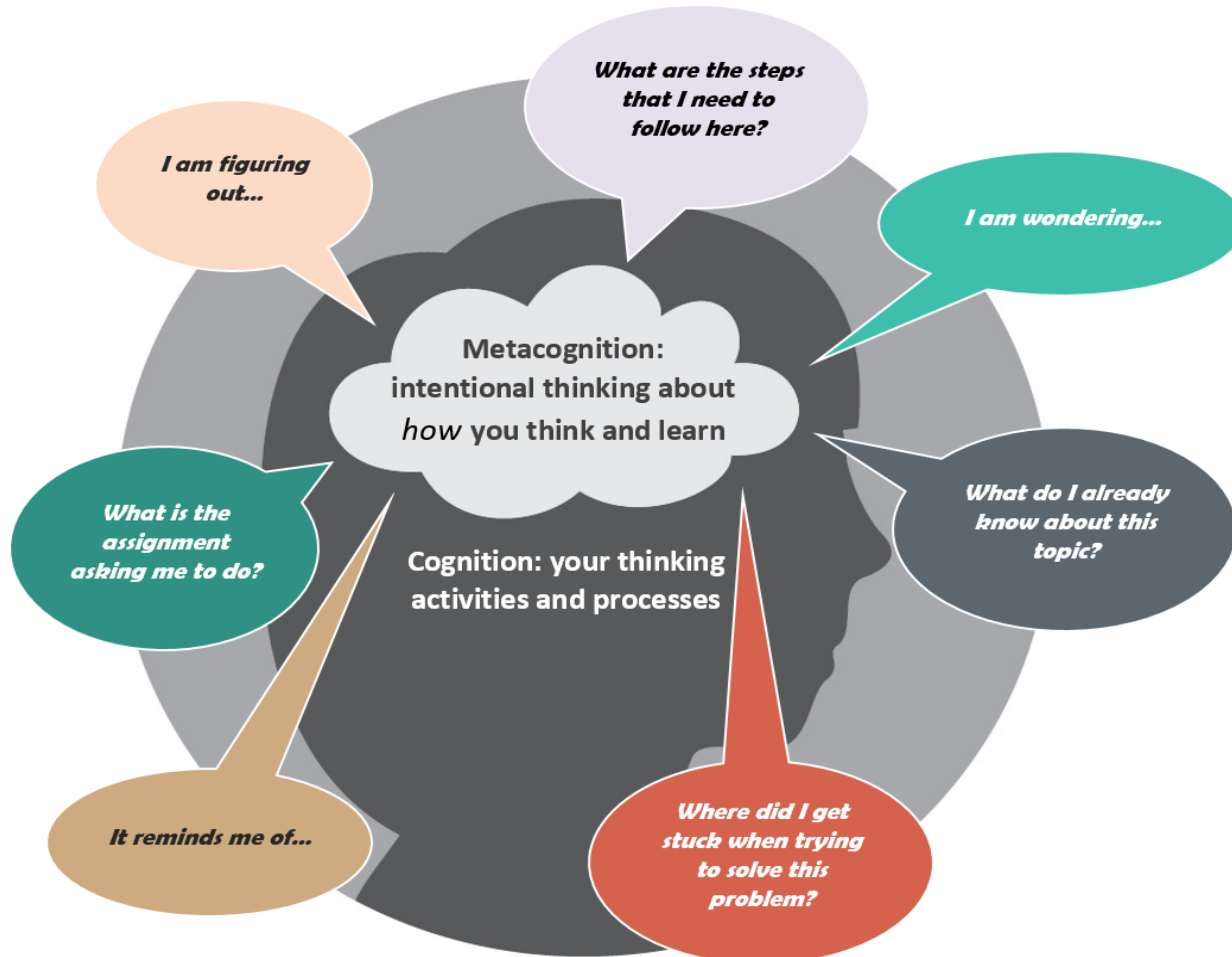 What are the steps
that I need to
follow here?
I am figuring
out...
I am wondering...
Metacognition:
intentional thinking about
how you think and learn
What is the
assignment
asking me to do?
What do I already
know about this
topic?
Cognition: your thinking
activities and processes
It reminds me of...
Where did I get
stuck when trying
to solve this
problem?